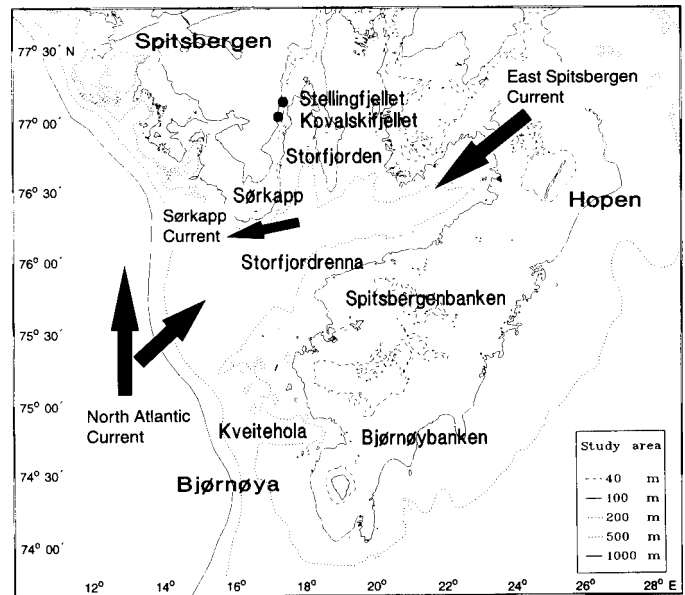 77° 30´ N
Spitsbergen
East Spitsbergen
Current
Stellingfjellet
77° 00´
Kovalskifjellet
Storfjorden
76° 30´
Sørkapp
Hopen
Sørkapp
Current
76° 00´
Storfjordrenna
Spitsbergenbanken
75° 30´
75° 00´
North Atlantic
Current
Kveitehola
Bjørnøybanken
Study area
40 m
100 m
200 m
500 m
1000 m
74° 30´
Bjørnøya
74° 00´
12° 14° 16° 18° 20° 22° 24° 26° 28° E